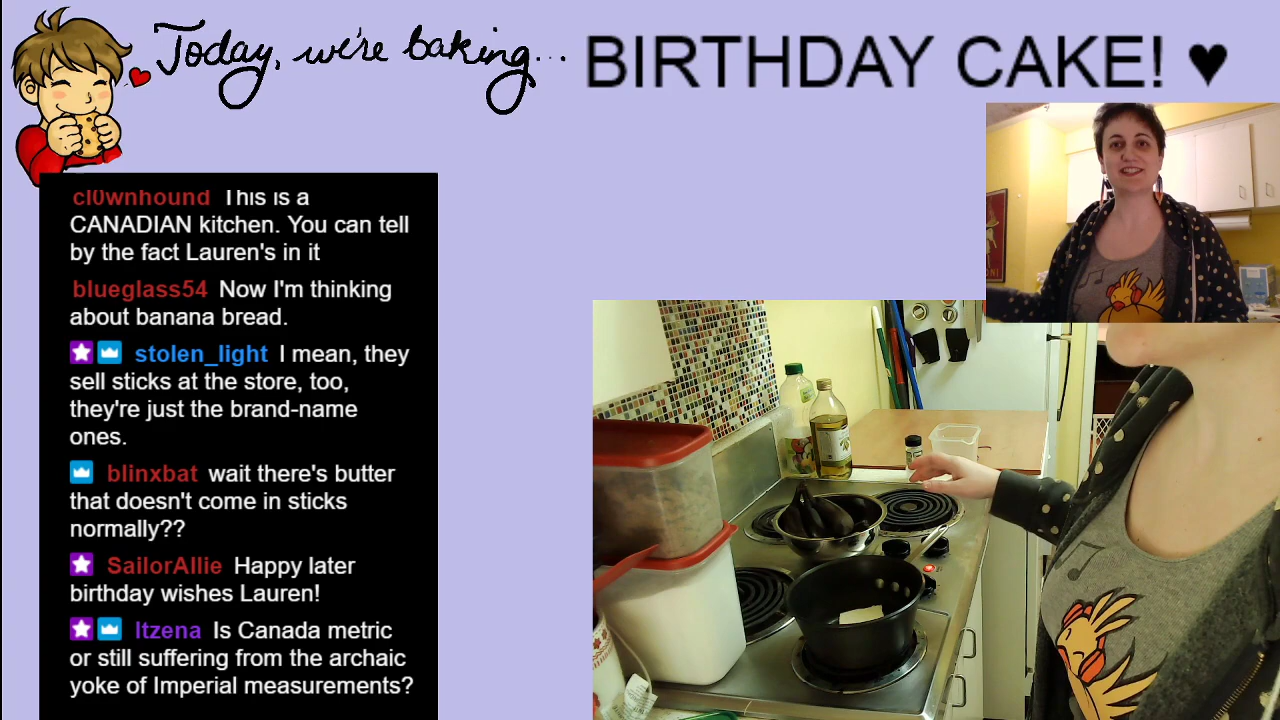 Today, we're baking... BIRTHDAY CAKE! ♥
cl0wnhound This is a
CANADIAN kitchen. You can tell
by the fact Lauren's in it
blueglass54 Now I'm thinking
about banana bread.
stolen_light I mean, they
sell sticks at the store, too,
they're just the brand-name
ones.
blinxbat wait there's butter
that doesn't come in sticks
normally??
SailorAllie Happy later
birthday wishes Lauren!
Itzena Is Canada metric
or still suffering from the archaic
yoke of Imperial measurements?